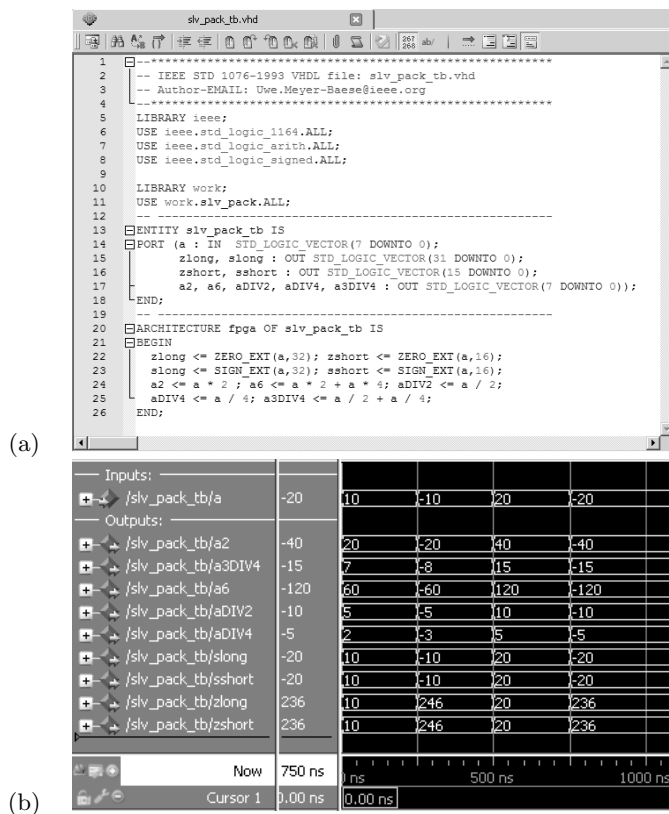 slv_pack_tb.vhd
267 268 ab/
1 --****************************************************
2 -- IEEE STD 1076-1993 VHDL file: slv_pack_tb.vhd
3 -- Author-EMAIL: Uwe.Meyer-Baese@ieee.org
4 --****************************************************
5 LIBRARY ieee;
6 USE ieee.std_logic_1164.ALL;
7 USE ieee.std_logic_arith.ALL;
8 USE ieee.std_logic_signed.ALL;
9
10 LIBRARY work;
11 USE work.slv_pack.ALL;
12 -- --------------------------------------------------
13 ENTITY slv_pack_tb IS
14 PORT (a : IN STD_LOGIC_VECTOR(7 DOWNTO 0);
15 zlong, slong : OUT STD_LOGIC_VECTOR(31 DOWNTO 0);
16 zshort, sshort : OUT STD_LOGIC_VECTOR(15 DOWNTO 0);
17 a2, a6, aDIV2, aDIV4, a3DIV4 : OUT STD_LOGIC_VECTOR(7 DOWNTO 0));
18 END;
19 -- --------------------------------------------------
20 ARCHITECTURE fpga OF slv_pack_tb IS
21 BEGIN
22 zlong <= ZERO_EXT(a,32); zshort <= ZERO_EXT(a,16);
23 slong <= SIGN_EXT(a,32); sshort <= SIGN_EXT(a,16);
24 a2 <= a * 2 ; a6 <= a * 2 + a * 4; aDIV2 <= a / 2;
25 aDIV4 <= a / 4; a3DIV4 <= a / 2 + a / 4;
26 END;
(a)
Inputs:
/slv_pack_tb/a -20 10 -10 20 -20
Outputs:
/slv_pack_tb/a2 -40 20 -20 40 -40
/slv_pack_tb/a3DIV4 -15 7 -8 15 -15
/slv_pack_tb/a6 -120 60 -60 120 -120
/slv_pack_tb/aDIV2 -10 5 -5 10 -10
/slv_pack_tb/aDIV4 -5 2 -3 5 -5
/slv_pack_tb/slong -20 10 -10 20 -20
/slv_pack_tb/sshort -20 10 -10 20 -20
/slv_pack_tb/zlong 236 10 246 20 236
/slv_pack_tb/zshort 236 10 246 20 236
Now 750 ns ns 500 ns 1000 ns
(b) Cursor 1 0.00 ns 0.00 ns